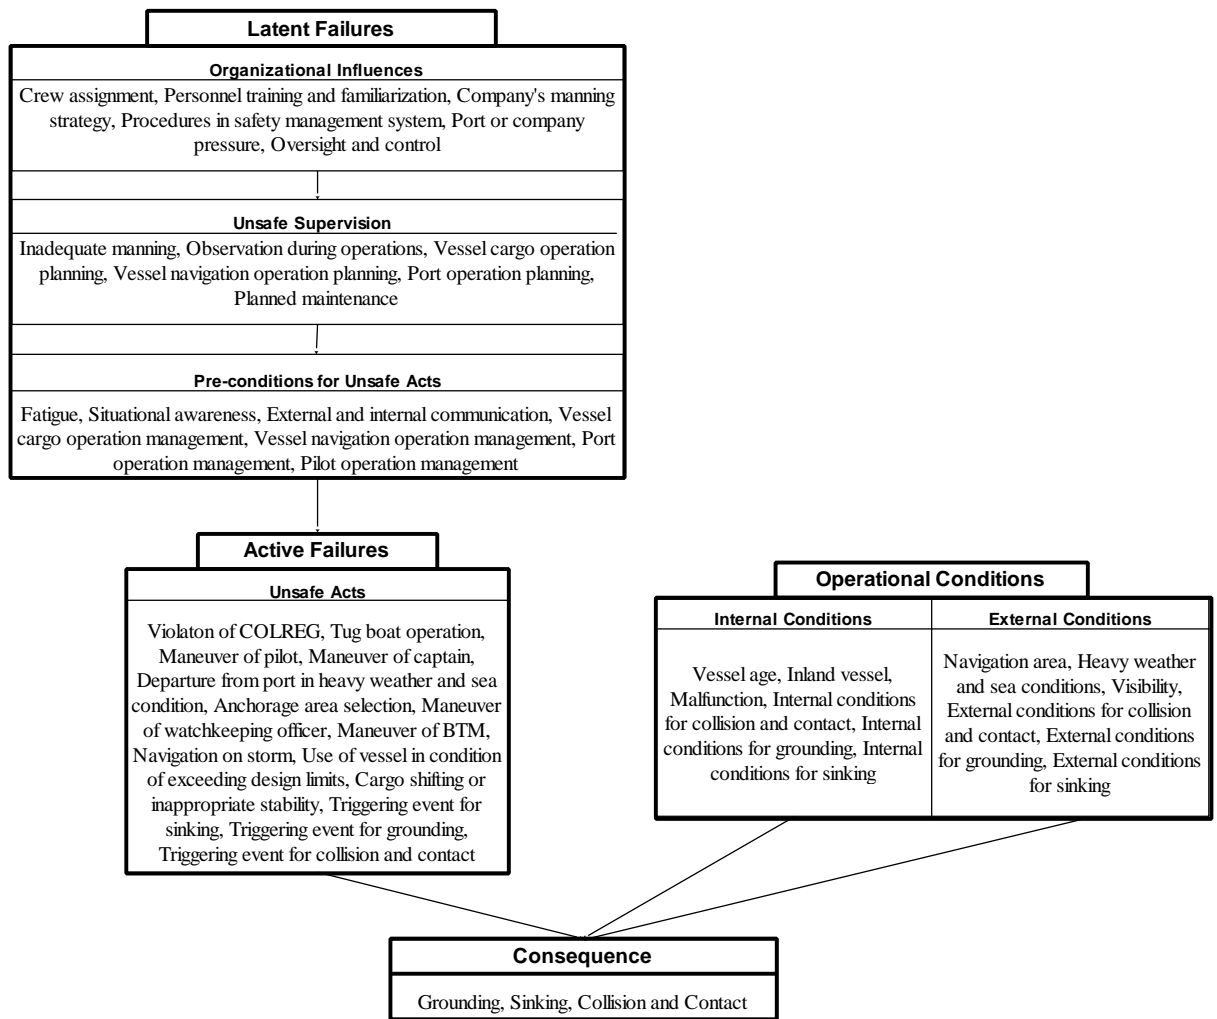 Latent Failures
Organizational Influences
Crew assignment, Personnel training and familiarization, Company's manning
strategy, Procedures in safety management system, Port or company
pressure, Oversight and control
Unsafe Supervision
Inadequate manning, Observation during operations, Vessel cargo operation
planning, Vessel navigation operation planning, Port operation planning,
Planned maintenance
Pre-conditions for Unsafe Acts
Fatigue, Situational awareness, External and internal communication, Vessel
cargo operation management, Vessel navigation operation management, Port
operation management, Pilot operation management
Active Failures
Unsafe Acts
Violaton of COLREG, Tug boat operation,
Maneuver of pilot, Maneuver of captain,
Departure from port in heavy weather and sea
condition, Anchorage area selection, Maneuver
of watchkeeping officer, Maneuver of BTM,
Navigation on storm, Use of vessel in condition
of exceeding design limits, Cargo shifting or
inappropriate stability, Triggering event for
sinking, Triggering event for grounding,
Triggering event for collision and contact
Operational Conditions
Internal Conditions
Vessel age, Inland vessel,
Malfunction, Internal conditions
for collision and contact, Internal
conditions for grounding, Internal
conditions for sinking
External Conditions
Navigation area, Heavy weather
and sea conditions, Visibility,
External conditions for collision
and contact, External conditions
for grounding, External conditions
for sinking
Consequence
Grounding, Sinking, Collision and Contact